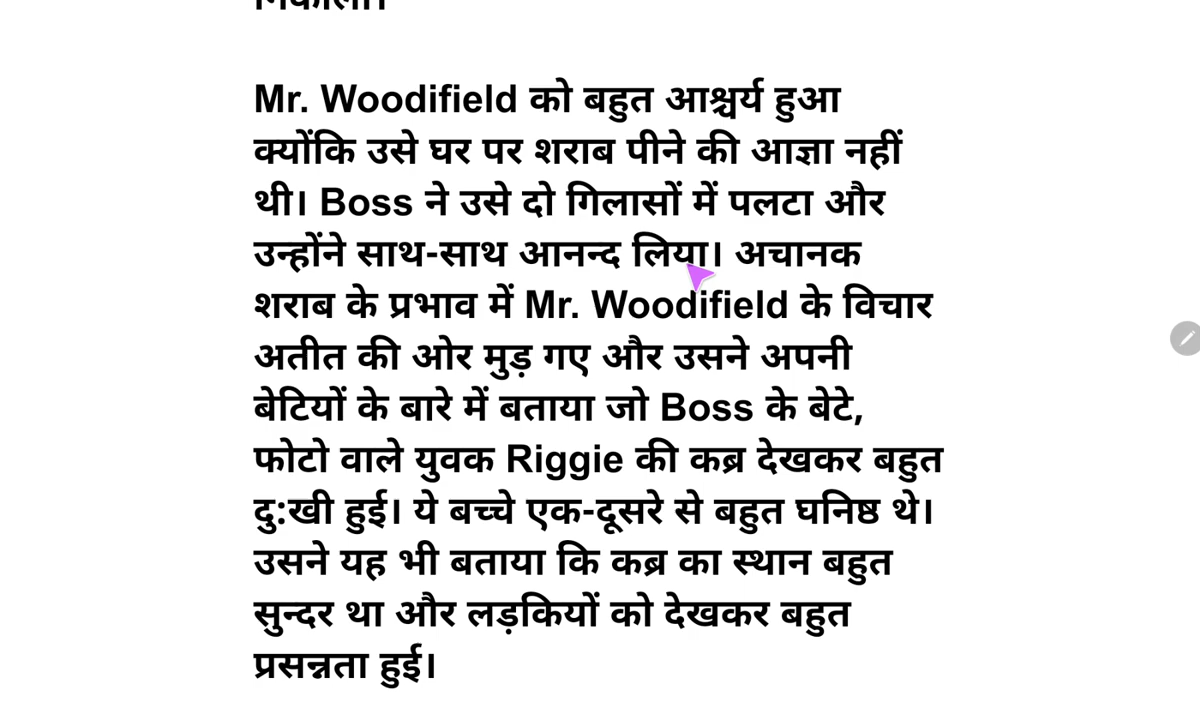 निकाला।
Mr. Woodifield को बहुत आश्चर्य हुआ
क्योंकि उसे घर पर शराब पीने की आज्ञा नहीं
थी। Boss ने उसे दो गिलासों में पलटा और
उन्होंने साथ-साथ आनन्द लिया। अचानक
शराब के प्रभाव में Mr. Woodifield के विचार
अतीत की ओर मुड़ गए और उसने अपनी
बेटियों के बारे में बताया जो Boss के बेटे,
फोटो वाले युवक Riggie की कब्र देखकर बहुत
दु:खी हुई। ये बच्चे एक-दूसरे से बहुत घनिष्ठ थे।
उसने यह भी बताया कि कब्र का स्थान बहुत
सुन्दर था और लड़कियों को देखकर बहुत
प्रसन्नता हुई।